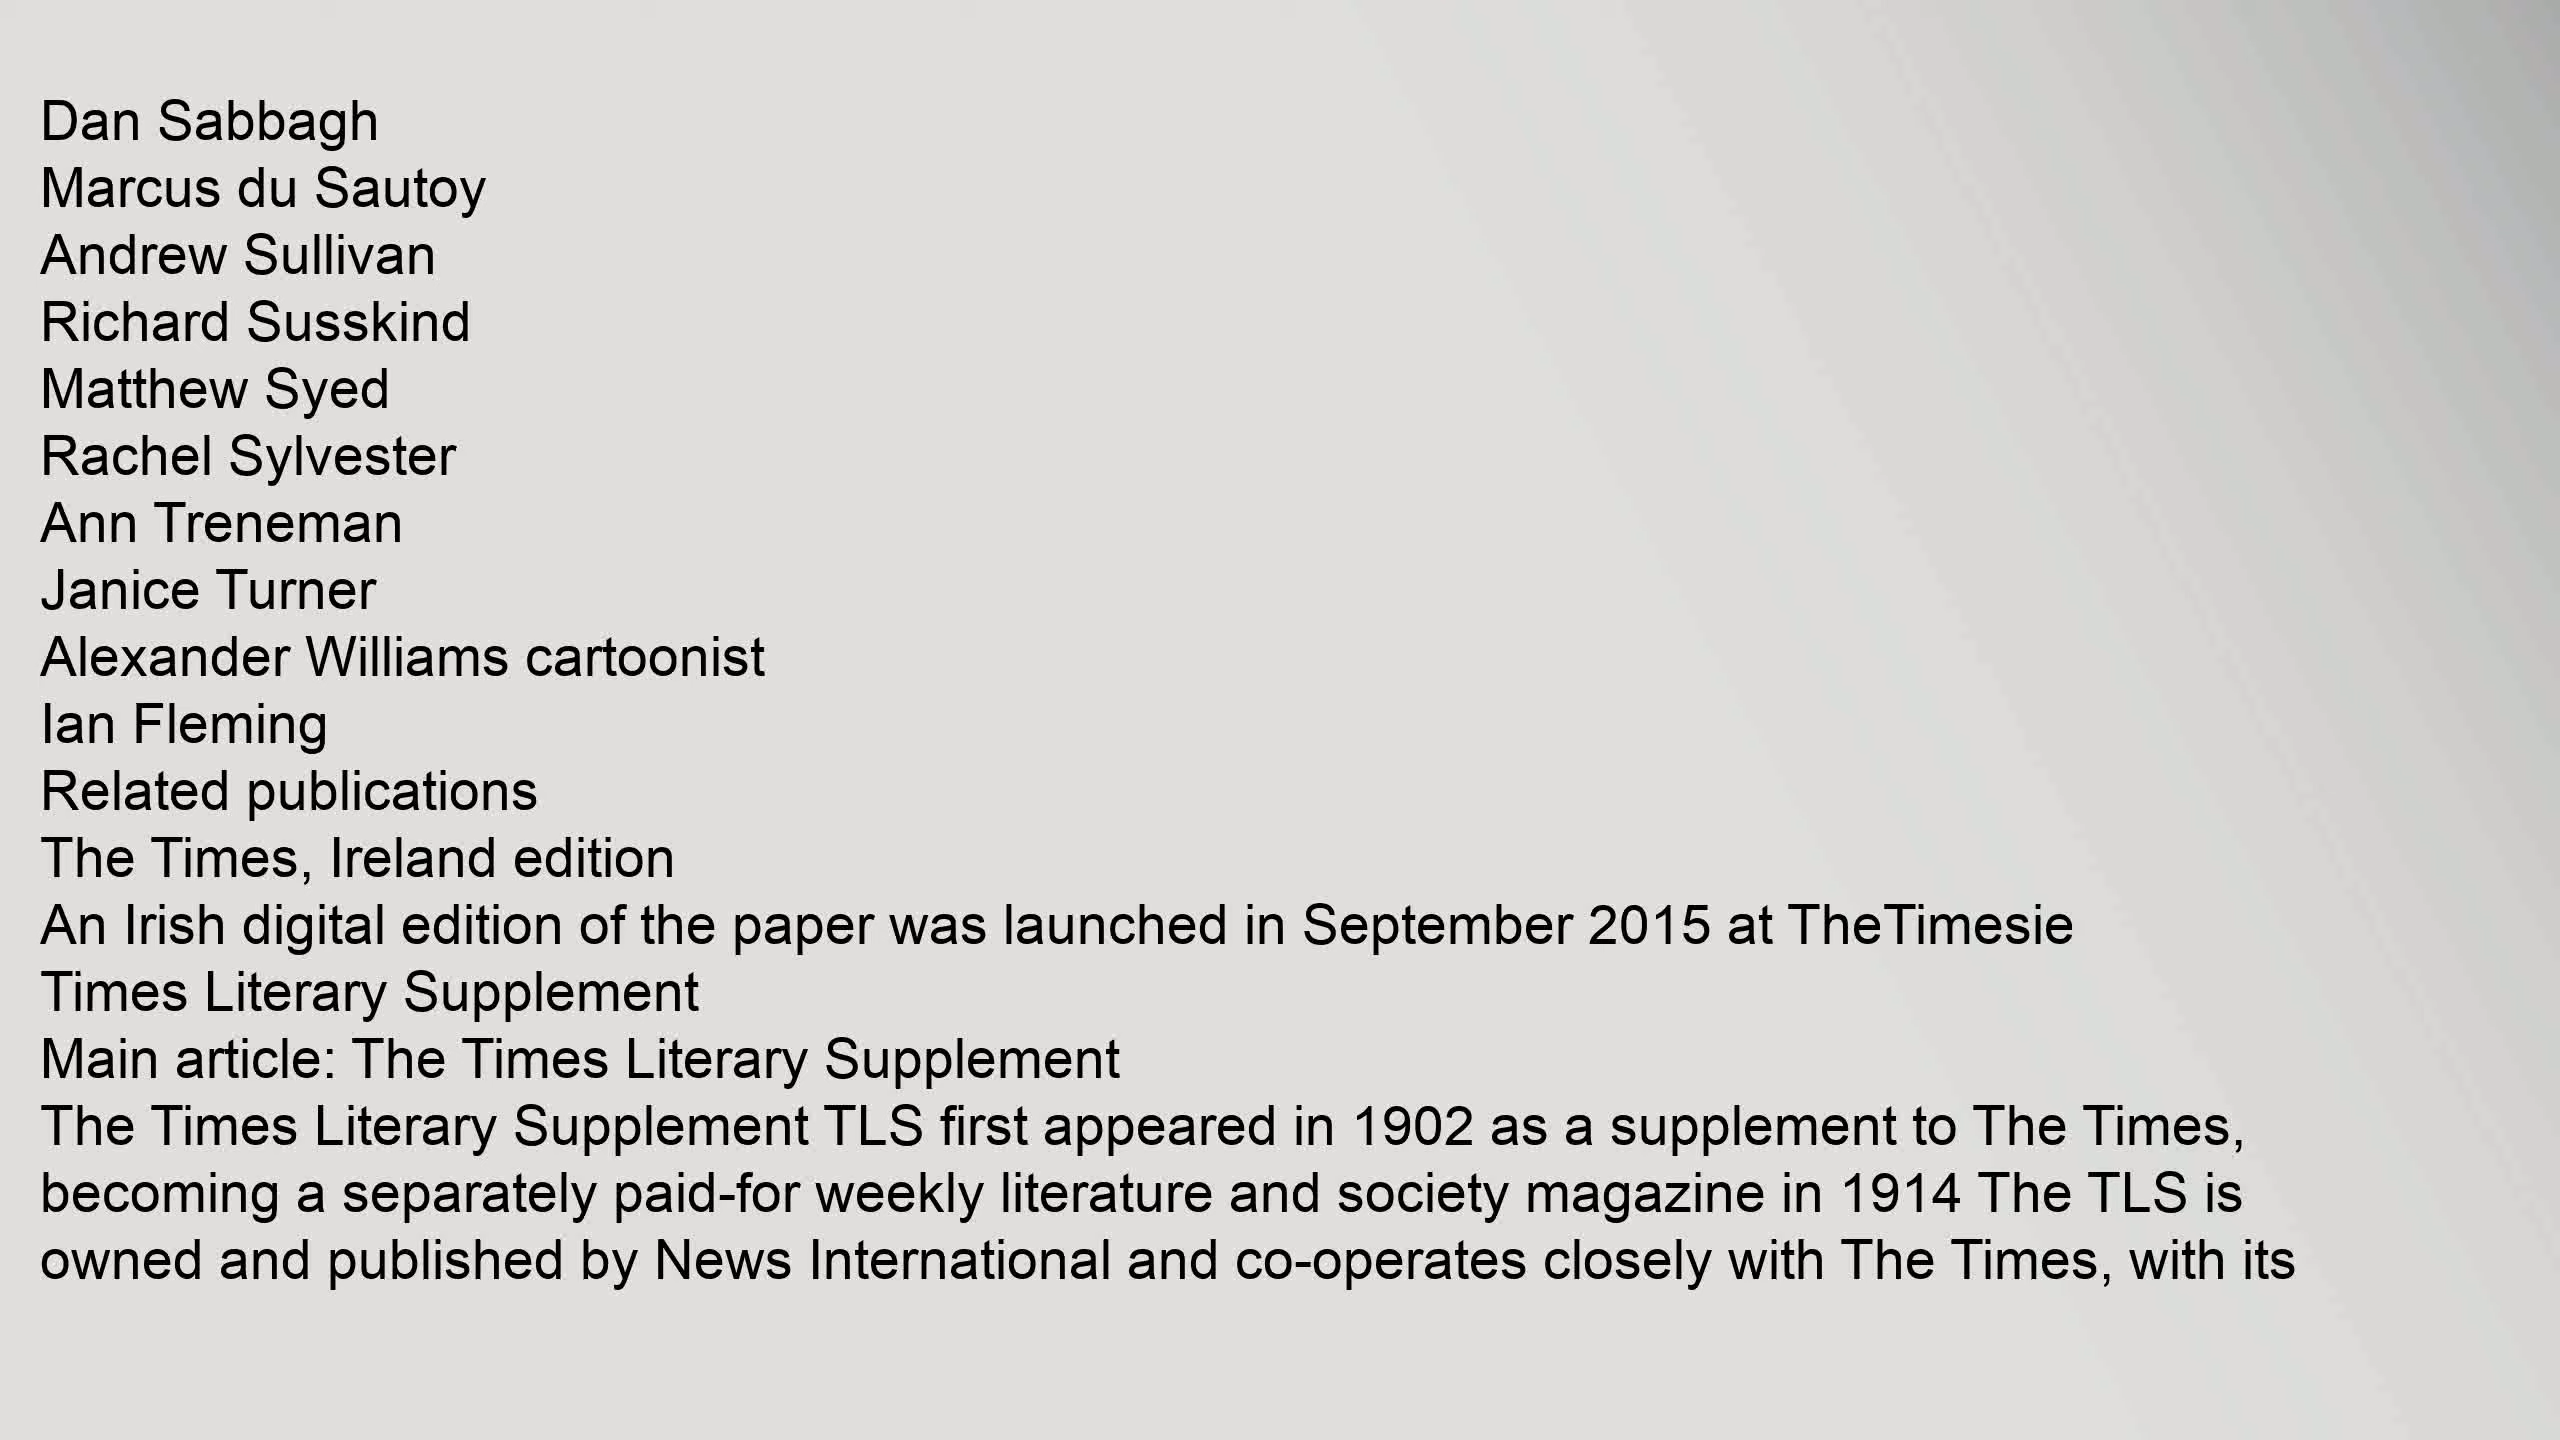 Dan Sabbagh
Marcus du Sautoy
Andrew Sullivan
Richard Susskind
Matthew Syed
Rachel Sylvester
Ann Treneman
Janice Turner
Alexander Williams cartoonist
Ian Fleming
Related publications
The Times, Ireland edition
An Irish digital edition of the paper was launched in September 2015 at TheTimesie
Times Literary Supplement
Main article: The Times Literary Supplement
The Times Literary Supplement TLS first appeared in 1902 as a supplement to The Times,
becoming a separately paid-for weekly literature and society magazine in 1914 The TLS is
owned and published by News International and co-operates closely with The Times, with its